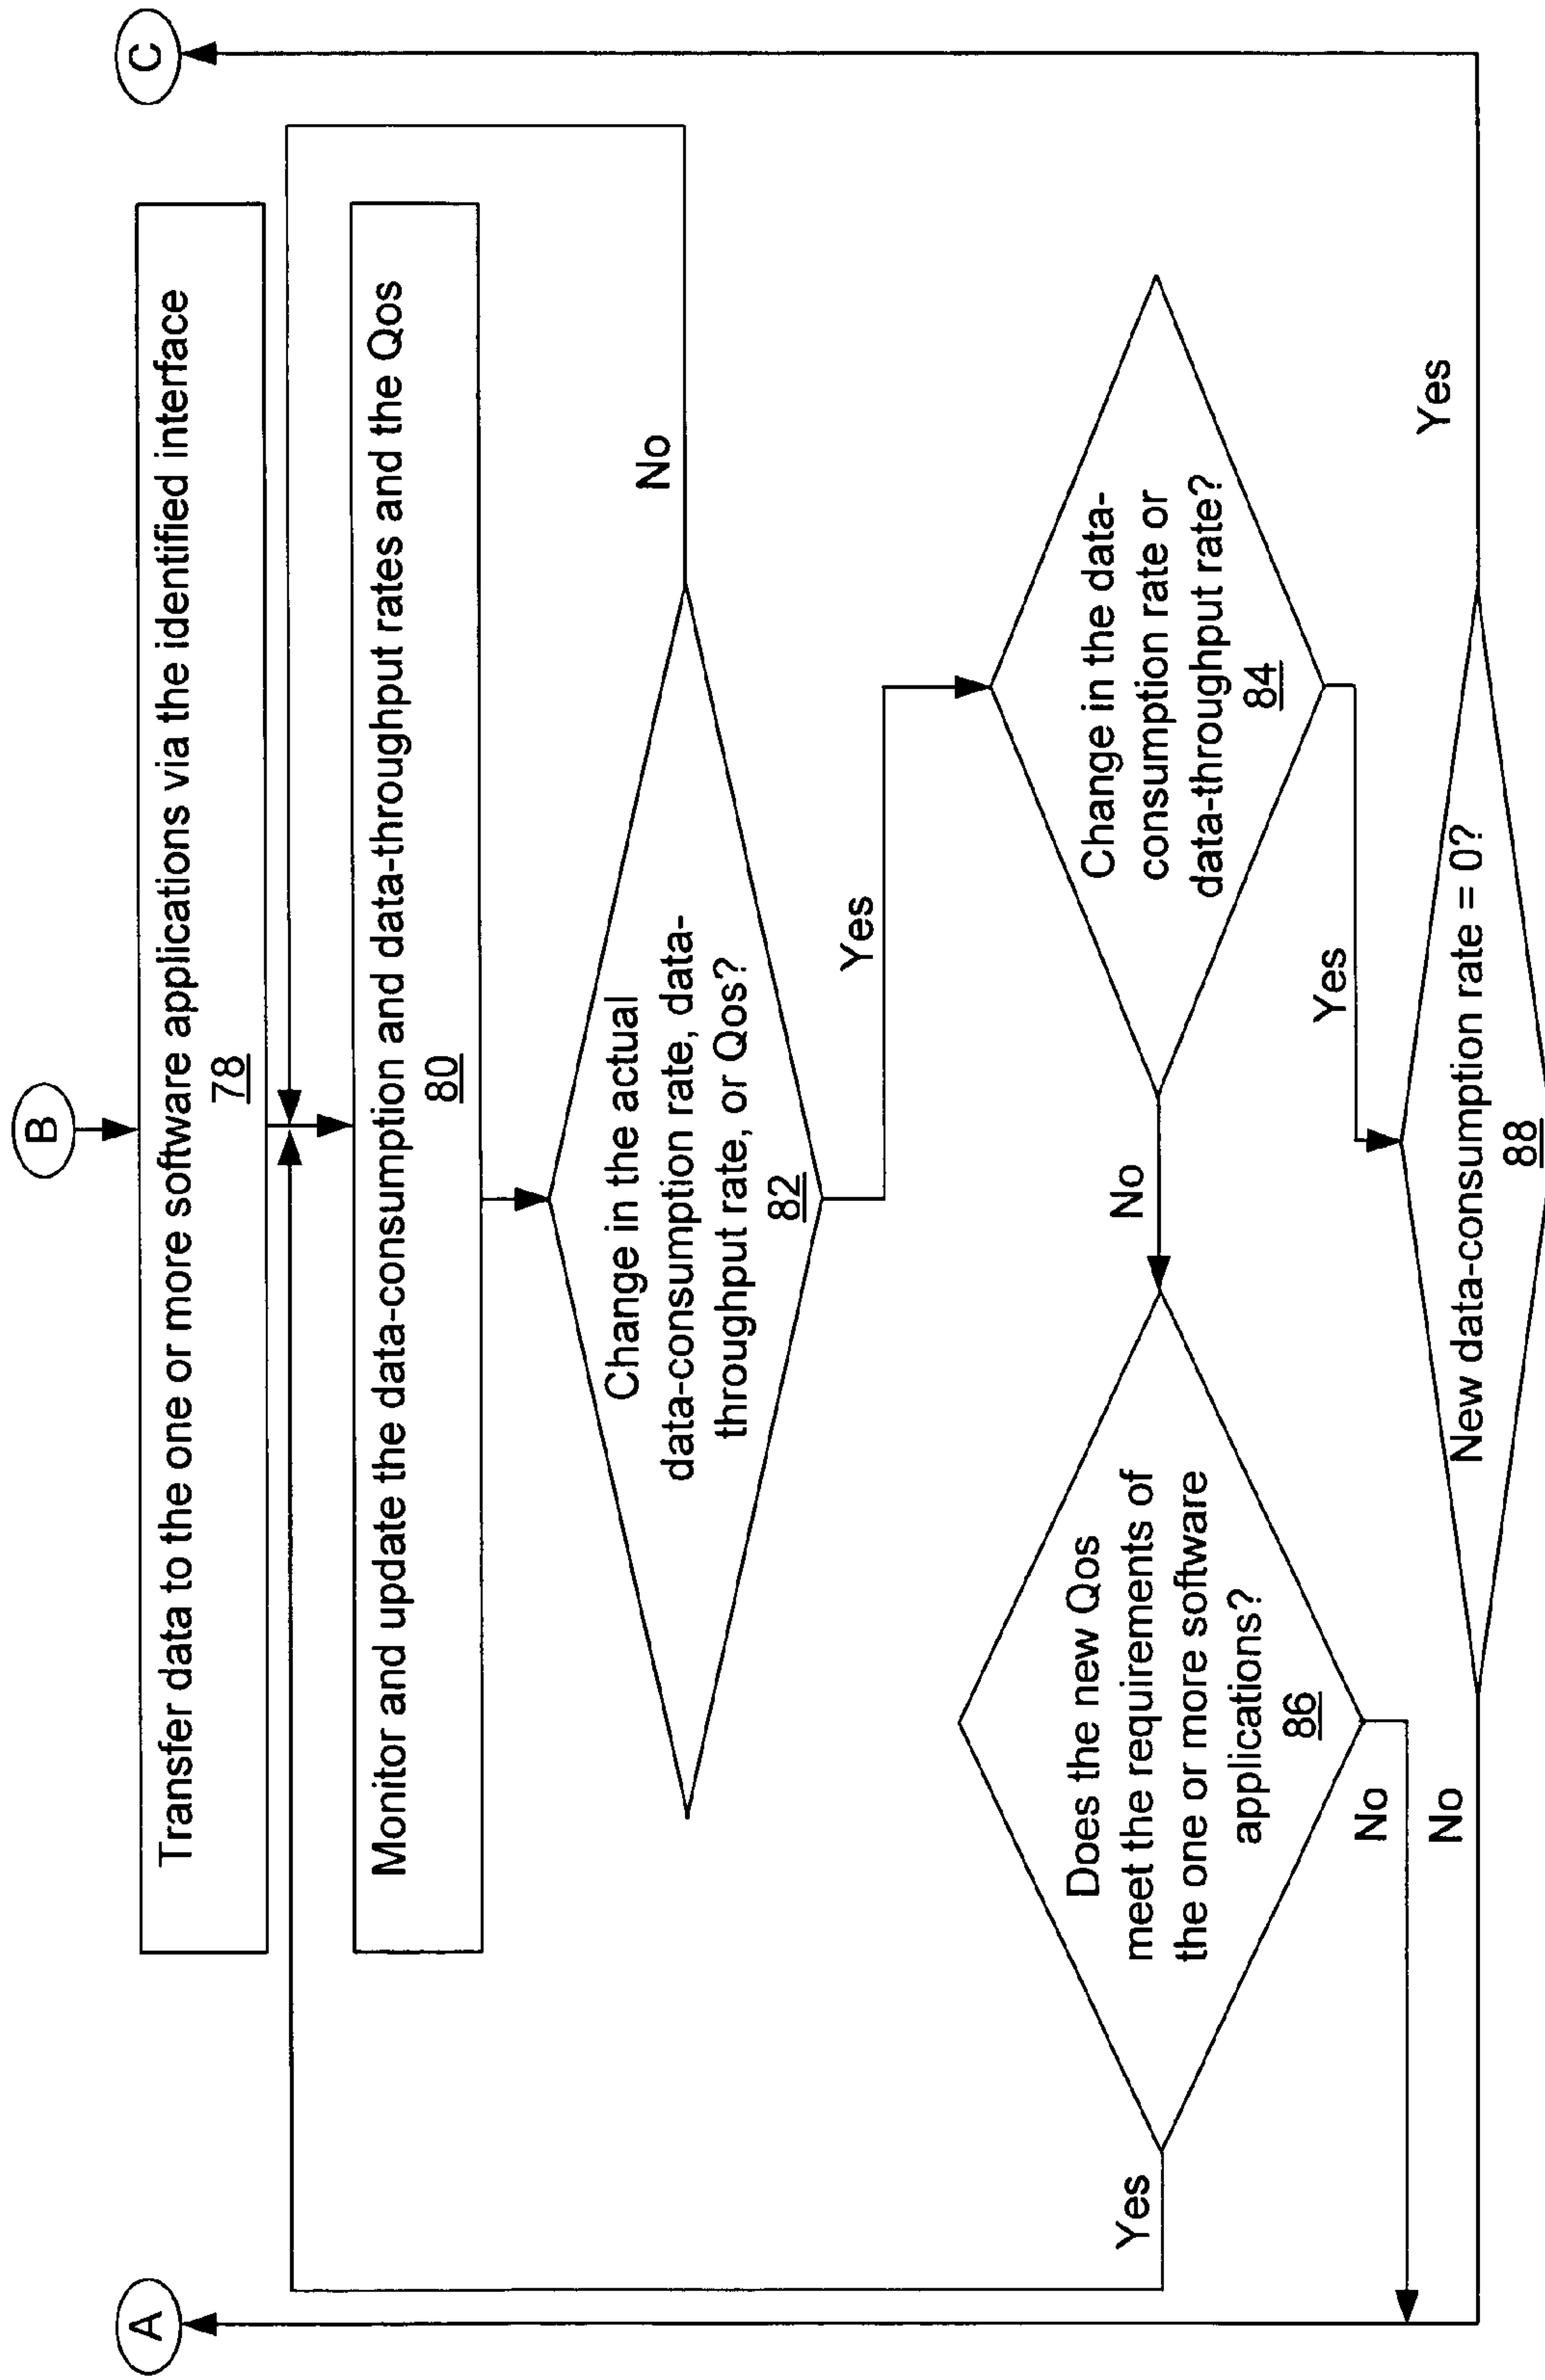 B
A
C
Transfer data to the one or more software applications via the identified interface
78
Monitor and update the data-consumption and data-throughput rates and the Qos
80
Change in the actual
data-consumption rate, data-
throughput rate, or Qos?
82
No
Yes
Change in the data-
consumption rate or
data-throughput rate?
84
No
Yes
Does the new Qos
meet the requirements of
the one or more software
applications?
86
Yes
No
New data-consumption rate = 0?
88
No
Yes